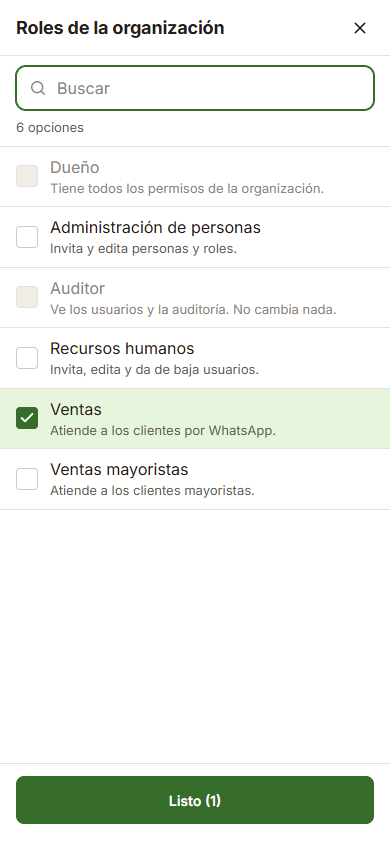 Roles de la organización
Buscar
6 opciones
Dueño
Tiene todos los permisos de la organización.
Administración de personas
Invita y edita personas y roles.
Auditor
Ve los usuarios y la auditoría. No cambia nada.
Recursos humanos
Invita, edita y da de baja usuarios.
Ventas
Atiende a los clientes por WhatsApp.
Ventas mayoristas
Atiende a los clientes mayoristas.
Listo (1)